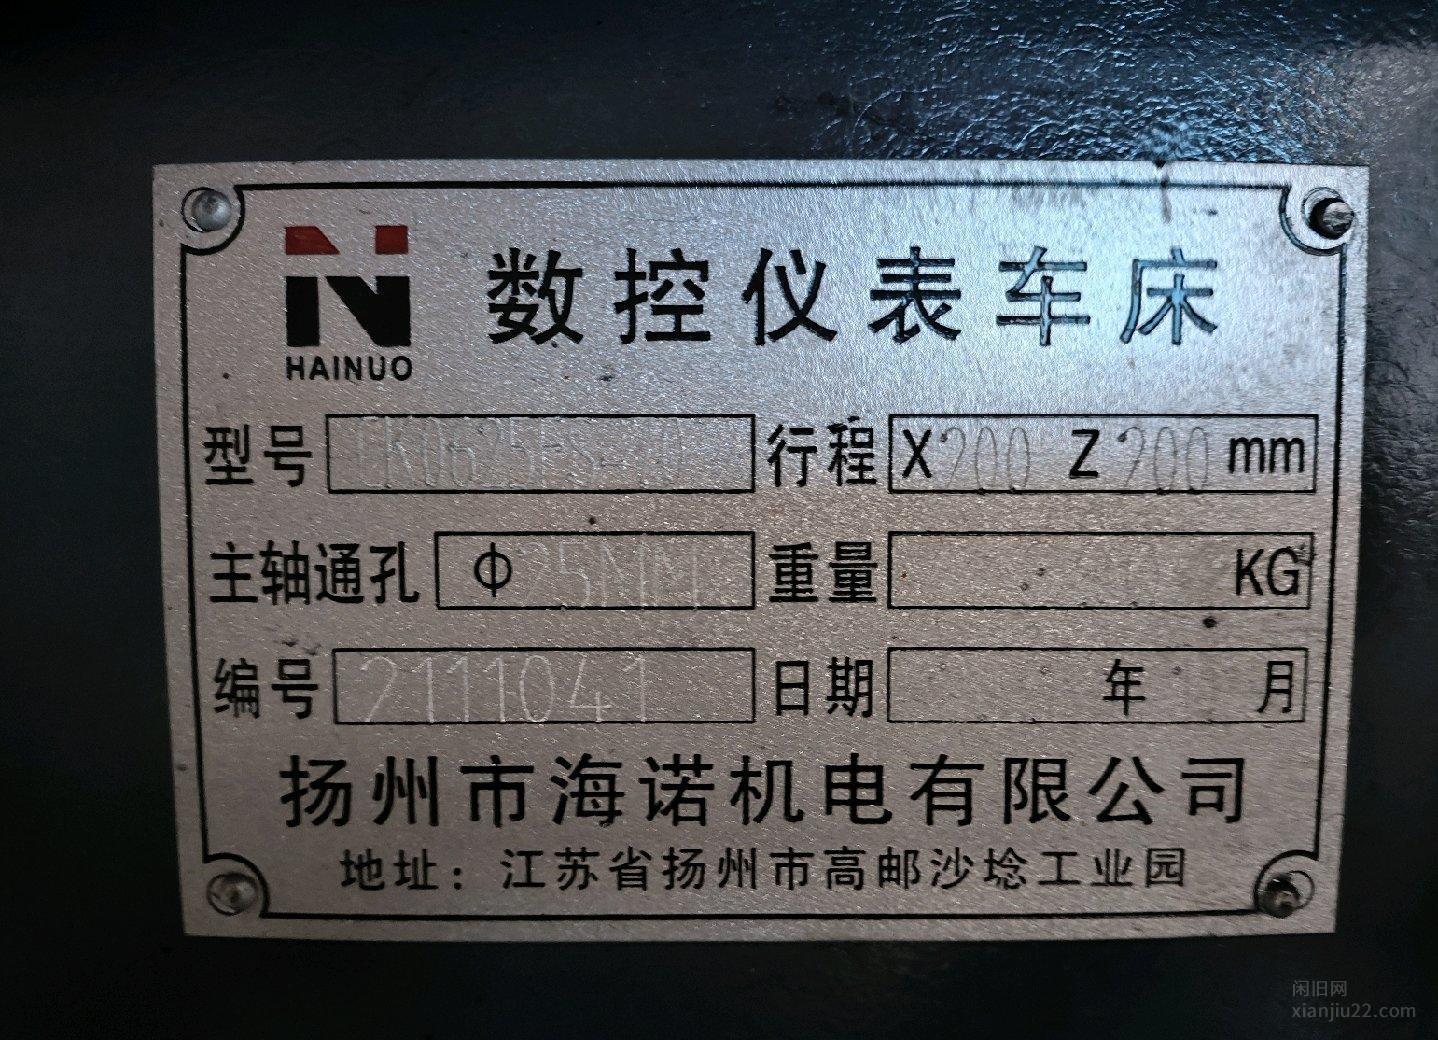 数控仪表车床
HAINUO
型号 CK0625FS 行程 X200 Z200mm
主轴通孔 Φ25MM 重量 KG
编号 2111041 日期 年 月
扬州市海诺机电有限公司
地址：江苏省扬州市高邮沙埝工业园
闲旧网
xianjiu22.com